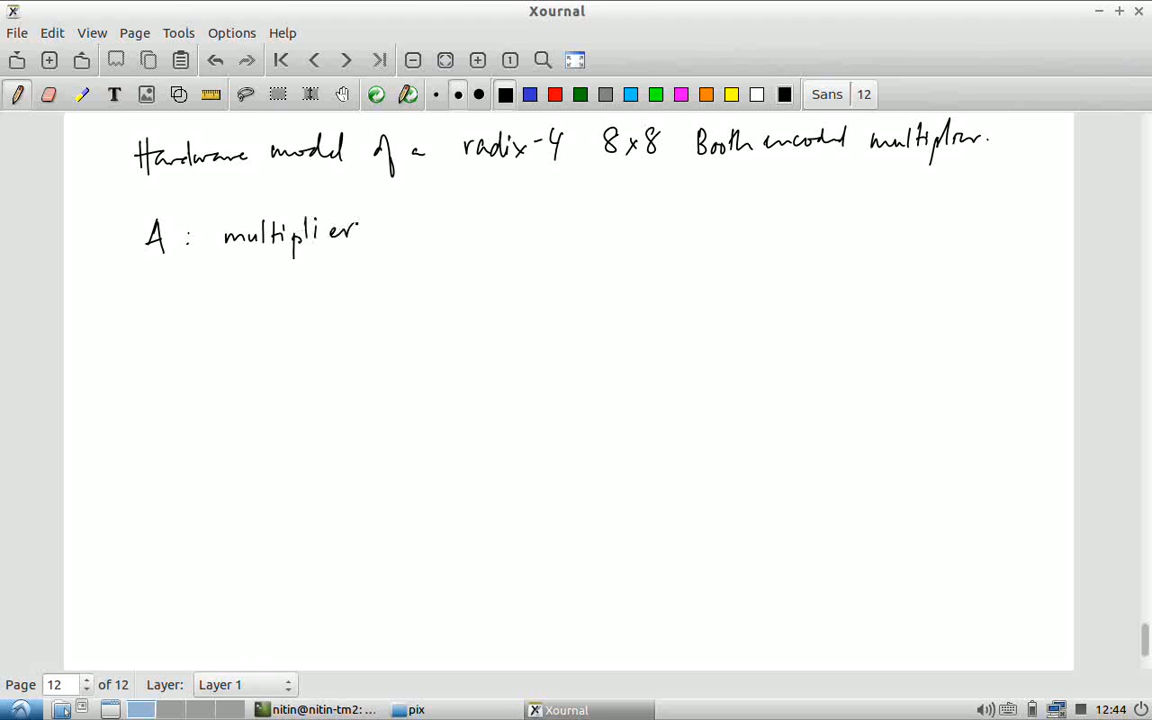 Xournal
File Edit View Page Tools Options Help
Sans 12
Hardware model of a radix-4 8x8 Booth encoded multiplier.
A : multiplier
Page 12 of 12 Layer: Layer 1
nitin@nitin-tm2: ... pix Xournal 12:44